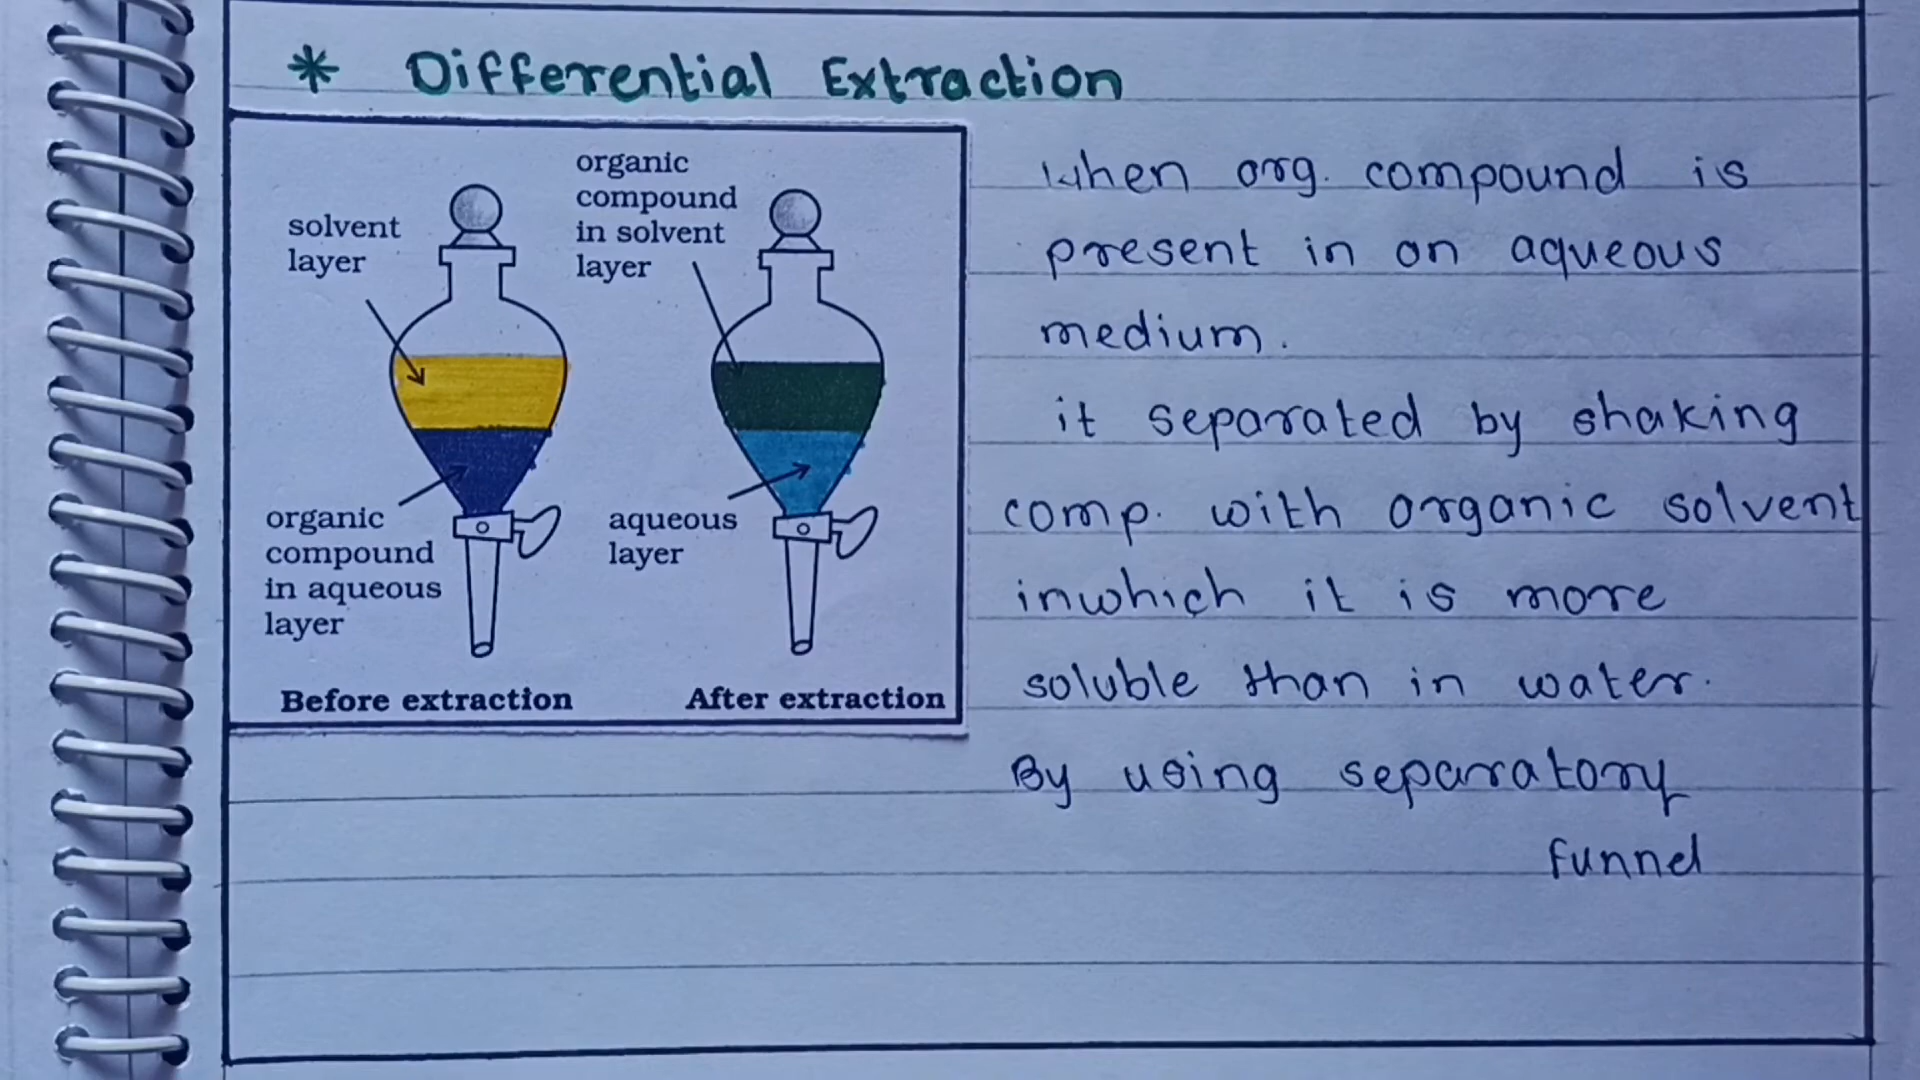 * Differential Extraction
solvent
layer
organic
compound
in solvent
layer
organic
compound
in aqueous
layer
aqueous
layer
Before extraction
After extraction
when org. compound is
present in an aqueous
medium.
it separated by shaking
comp. with organic solvent
inwhich it is more
soluble than in water.
By using separatory
funnel